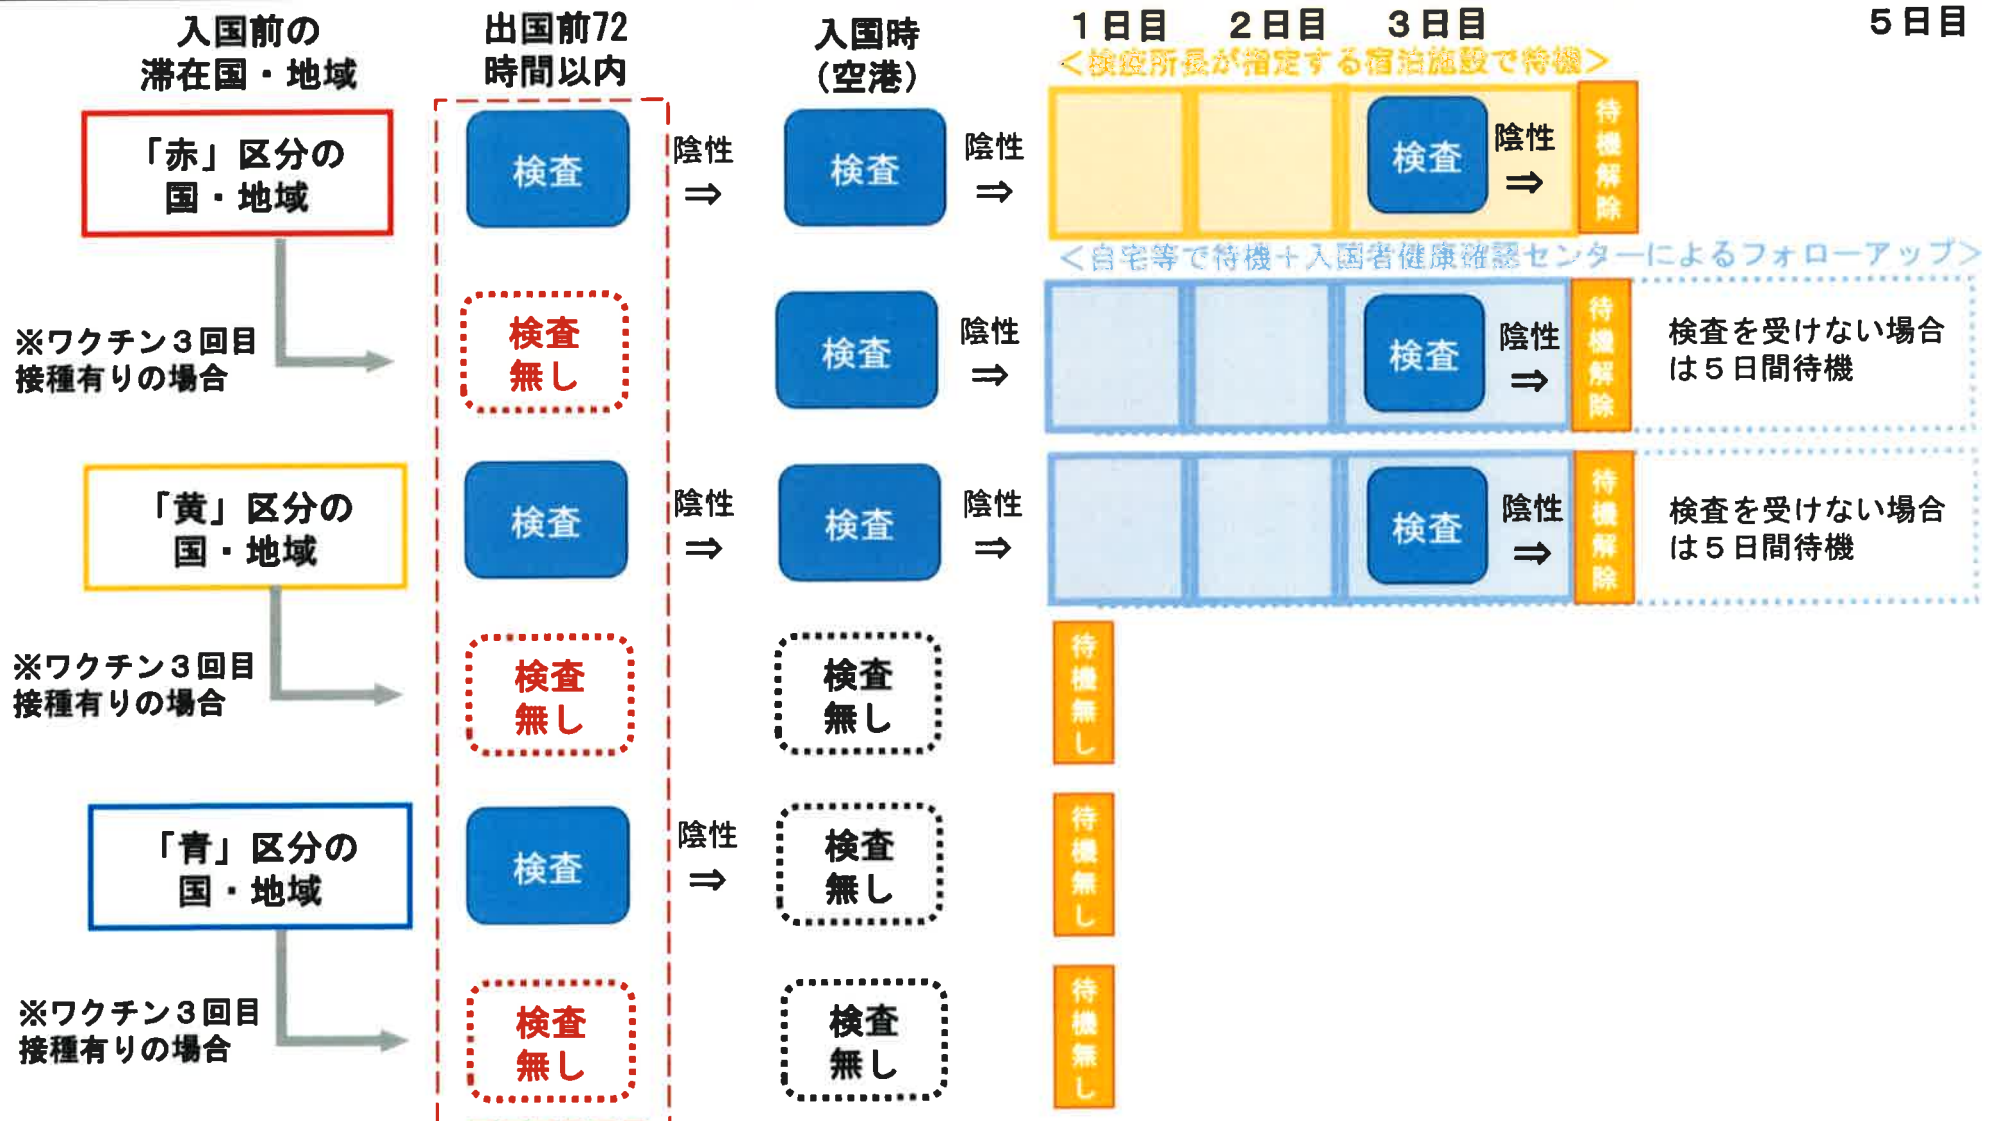 入国前の
滞在国・地域
出国前72
時間以内
入国時
(空港)
1日目
2日目
3日目
5日目
<検疫所長が指定する宿泊施設で待機>
「赤」区分の
国・地域
検査
陰性
⇒
検査
陰性
⇒
検査
陰性
⇒
待機解除
<自宅等で待機+入国者健康確認センターによるフォローアップ>
※ワクチン3回目
接種有りの場合
検査
無し
検査
陰性
⇒
検査
陰性
⇒
待機解除
検査を受けない場合
は5日間待機
「黄」区分の
国・地域
検査
陰性
⇒
検査
陰性
⇒
検査
陰性
⇒
待機解除
検査を受けない場合
は5日間待機
※ワクチン3回目
接種有りの場合
検査
無し
検査
無し
待機無し
「青」区分の
国・地域
検査
陰性
⇒
検査
無し
待機無し
※ワクチン3回目
接種有りの場合
検査
無し
検査
無し
待機無し